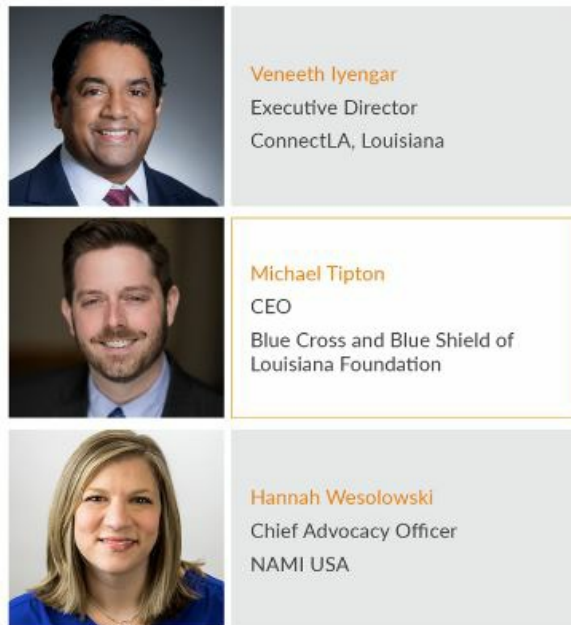 Veneeth Iyengar
Executive Director
ConnectLA, Louisiana
Michael Tipton
CEO
Blue Cross and Blue Shield of
Louisiana Foundation
Hannah Wesolowski
Chief Advocacy Officer
NAMI USA